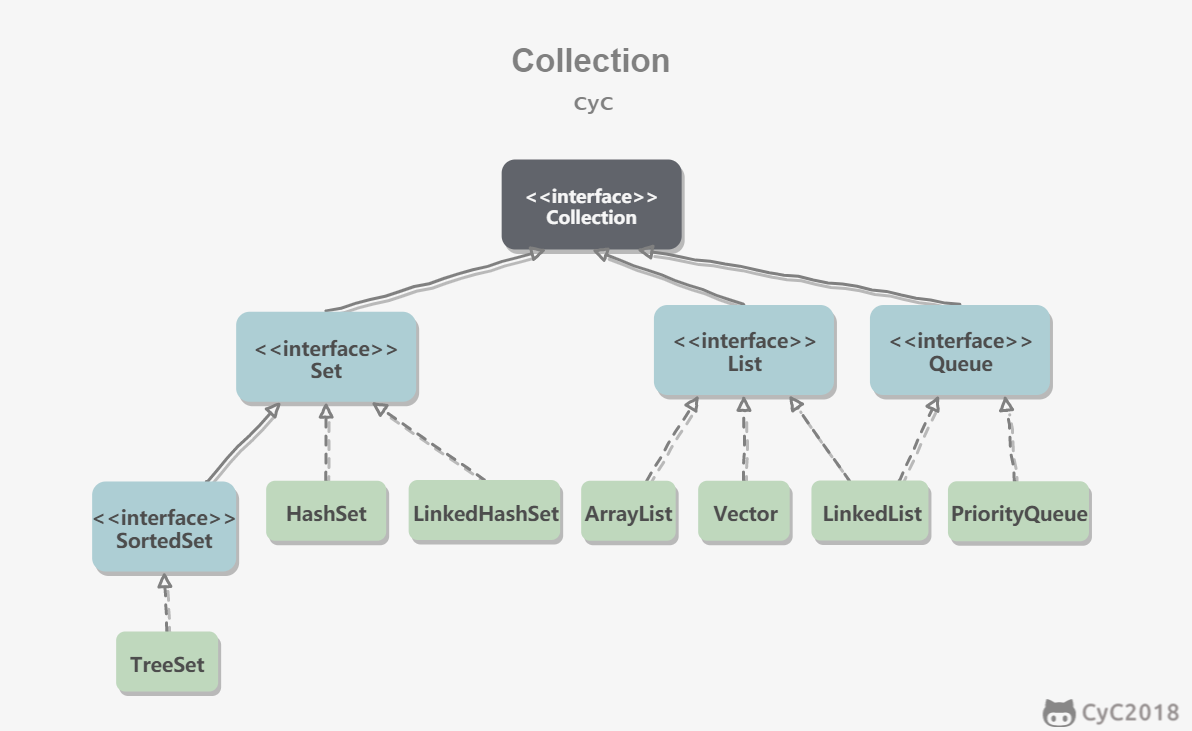 Collection
CyC
<<interface>>
Collection
<<interface>>
Set
<<interface>>
List
<<interface>>
Queue
<<interface>>
SortedSet
HashSet
LinkedHashSet
ArrayList
Vector
LinkedList
PriorityQueue
TreeSet
CyC2018